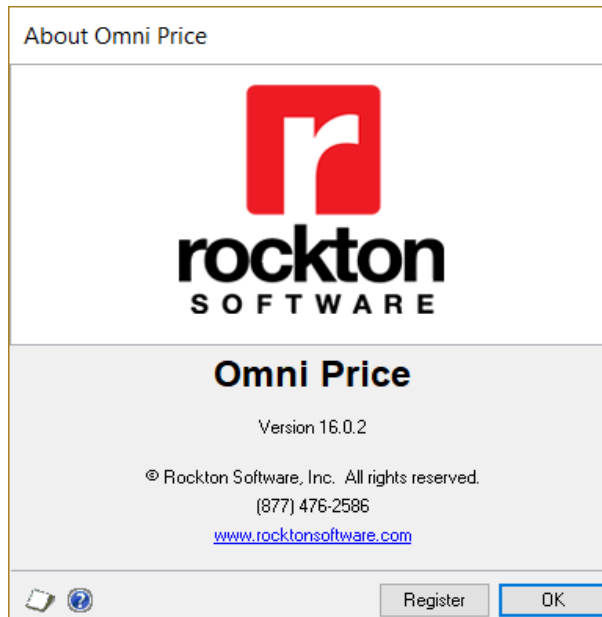 About Omni Price
r
rockton
SOFTWARE
Omni Price
Version 16.0.2
© Rockton Software, Inc. All rights reserved.
(877) 476-2586
www.rocktonsoftware.com
Register
OK